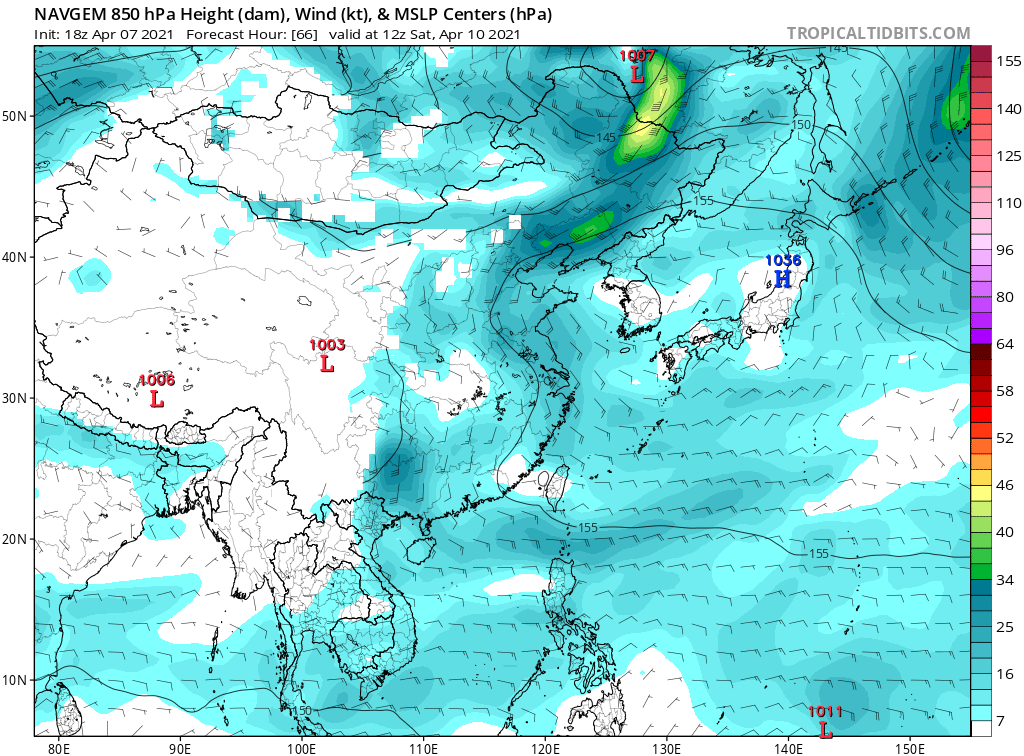 NAVGEM 850 hPa Height (dam), Wind (kt), & MSLP Centers (hPa)
Init: 18z Apr 07 2021 Forecast Hour: [66] valid at 12z Sat, Apr 10 2021
TROPICALTIDBITS.COM
145
1007
L
155
140
125
110
96
80
64
58
52
46
40
34
25
16
7
50N
40N
30N
20N
10N
145
150
155
1036
H
1003
L
1006
L
155
155
150
1011
L
80E
90E
100E
110E
120E
130E
140E
150E